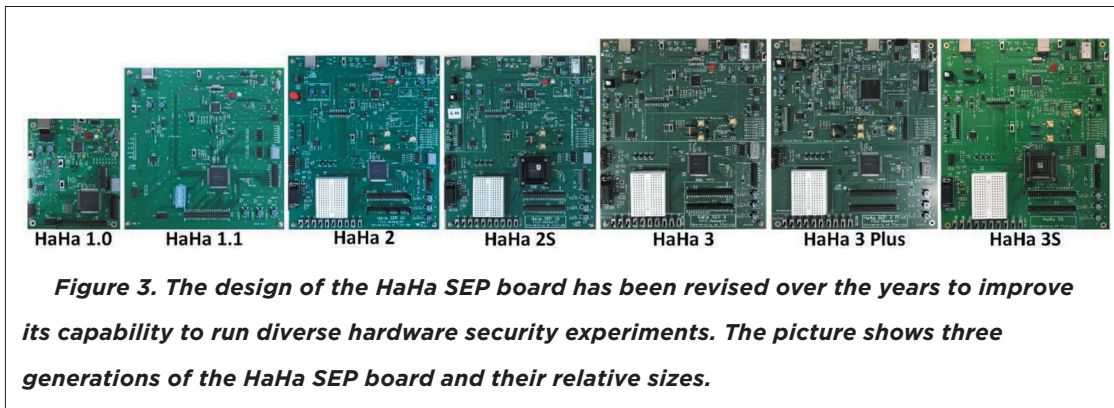 HaHa 1.0
HaHa 1.1
HaHa 2
HaHa 2S
HaHa 3
HaHa 3 Plus
HaHa 3S
Figure 3. The design of the HaHa SEP board has been revised over the years to improve
its capability to run diverse hardware security experiments. The picture shows three
generations of the HaHa SEP board and their relative sizes.